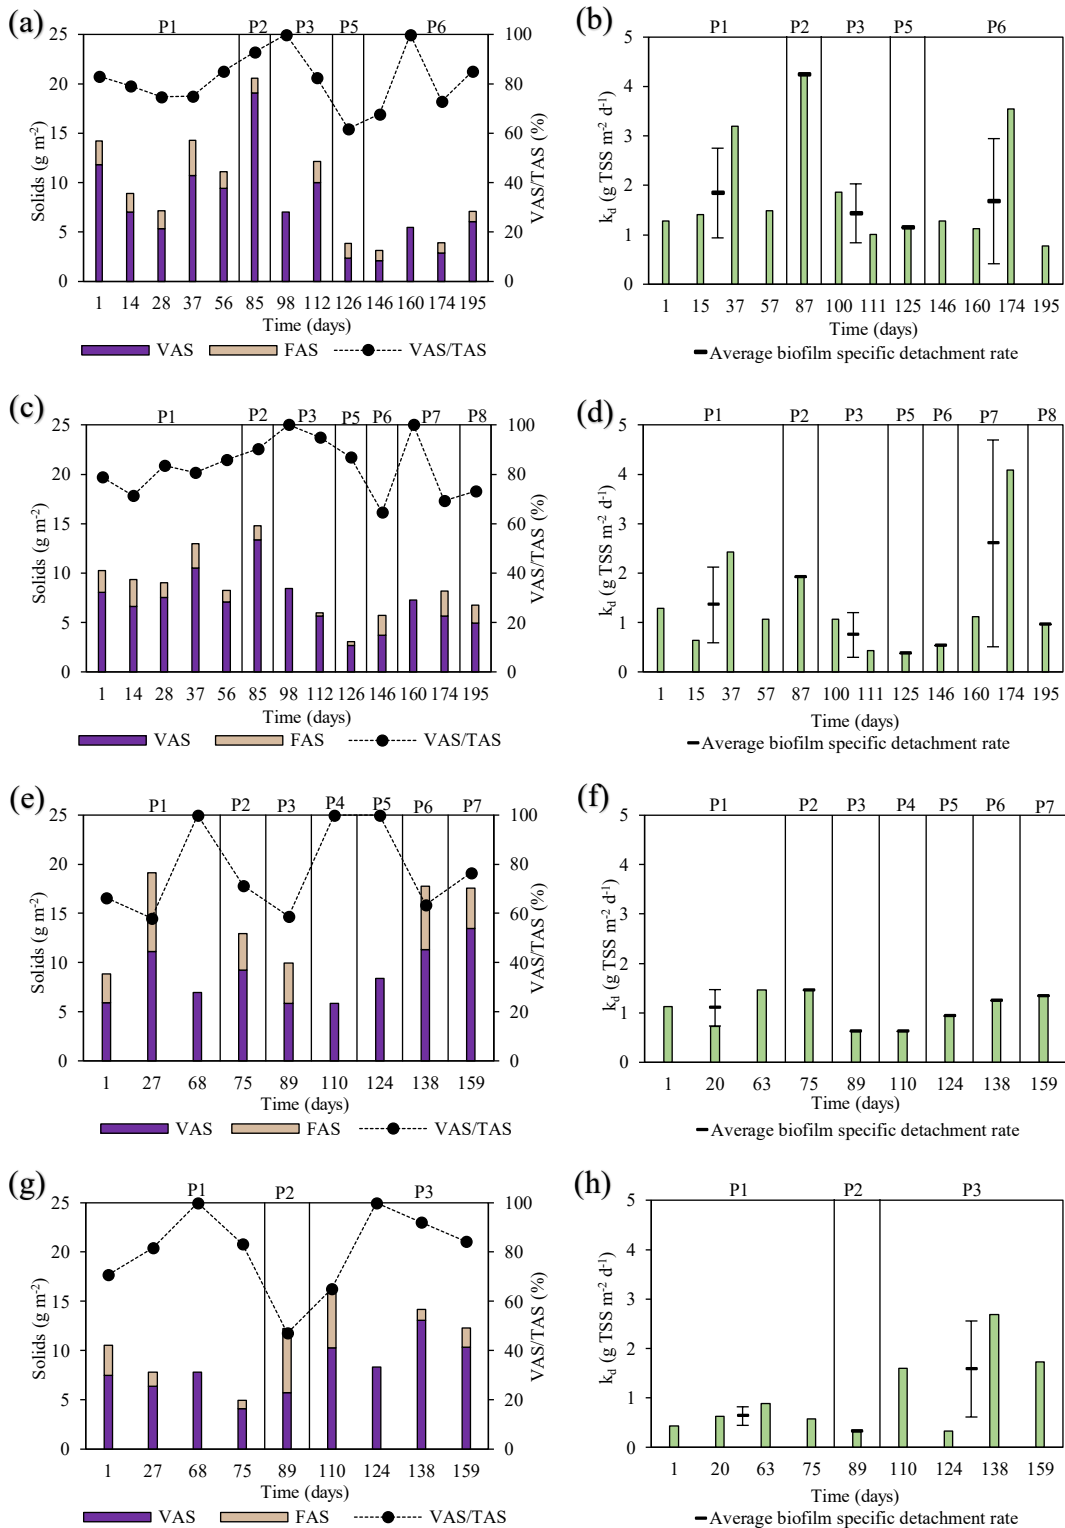 (a)
P1 P2 P3 P5 P6
25 20 15 10 5 0
Solids (g m⁻²)
100 80 60 40 20 0
VAS/TAS (%)
1 14 28 37 56 85 98 112 126 146 160 174 195
Time (days)
VAS FAS VAS/TAS
(b)
P1 P2 P3 P5 P6
5 4 3 2 1 0
k_d (g TSS m⁻² d⁻¹)
1 15 37 57 87 100 111 125 146 160 174 195
Time (days)
Average biofilm specific detachment rate
(c)
P1 P2 P3 P5 P6 P7 P8
25 20 15 10 5 0
Solids (g m⁻²)
100 80 60 40 20 0
VAS/TAS (%)
1 14 28 37 56 85 98 112 126 146 160 174 195
Time (days)
VAS FAS VAS/TAS
(d)
P1 P2 P3 P5 P6 P7 P8
5 4 3 2 1 0
k_d (g TSS m⁻² d⁻¹)
1 15 37 57 87 100 111 125 146 160 174 195
Time (days)
Average biofilm specific detachment rate
(e)
P1 P2 P3 P4 P5 P6 P7
25 20 15 10 5 0
Solids (g m⁻²)
100 80 60 40 20 0
VAS/TAS (%)
1 27 68 75 89 110 124 138 159
Time (days)
VAS FAS VAS/TAS
(f)
P1 P2 P3 P4 P5 P6 P7
5 4 3 2 1 0
k_d (g TSS m⁻² d⁻¹)
1 20 63 75 89 110 124 138 159
Time (days)
Average biofilm specific detachment rate
(g)
P1 P2 P3
25 20 15 10 5 0
Solids (g m⁻²)
100 80 60 40 20 0
VAS/TAS (%)
1 27 68 75 89 110 124 138 159
Time (days)
VAS FAS VAS/TAS
(h)
P1 P2 P3
5 4 3 2 1 0
k_d (g TSS m⁻² d⁻¹)
1 20 63 75 89 110 124 138 159
Time (days)
Average biofilm specific detachment rate